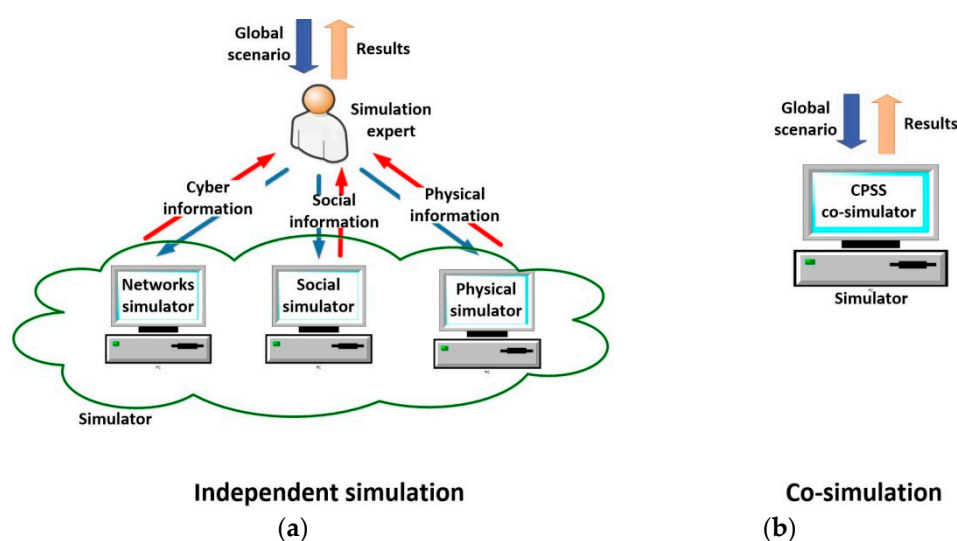 Global
scenario
Results
Simulation
expert
Cyber
information
Social
information
Physical
information
Networks
simulator
Social
simulator
Physical
simulator
Simulator
Independent simulation
(a)
Global
scenario
Results
CPSS
co-simulator
Simulator
Co-simulation
(b)